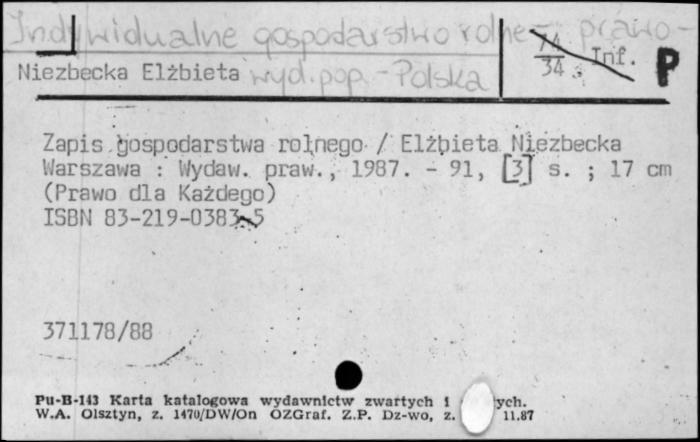 Indywidualne gospodarstwo rolne - prawo -
74
34 Inf. P
Niezbecka Elżbieta wyd. pop. - Polska
Zapis gospodarstwa rolnego / Elżbieta Niezbecka
Warszawa : Wydaw. praw., 1987. - 91, [3] s. ; 17 cm
(Prawo dla Każdego)
ISBN 83-219-0383-5
371178/88
Pu-B-143 Karta katalogowa wydawnictw zwartych i ych.
W.A. Olsztyn, z. 1470/DW/On OZGraf. Z.P. Dz-wo, z. 11.87